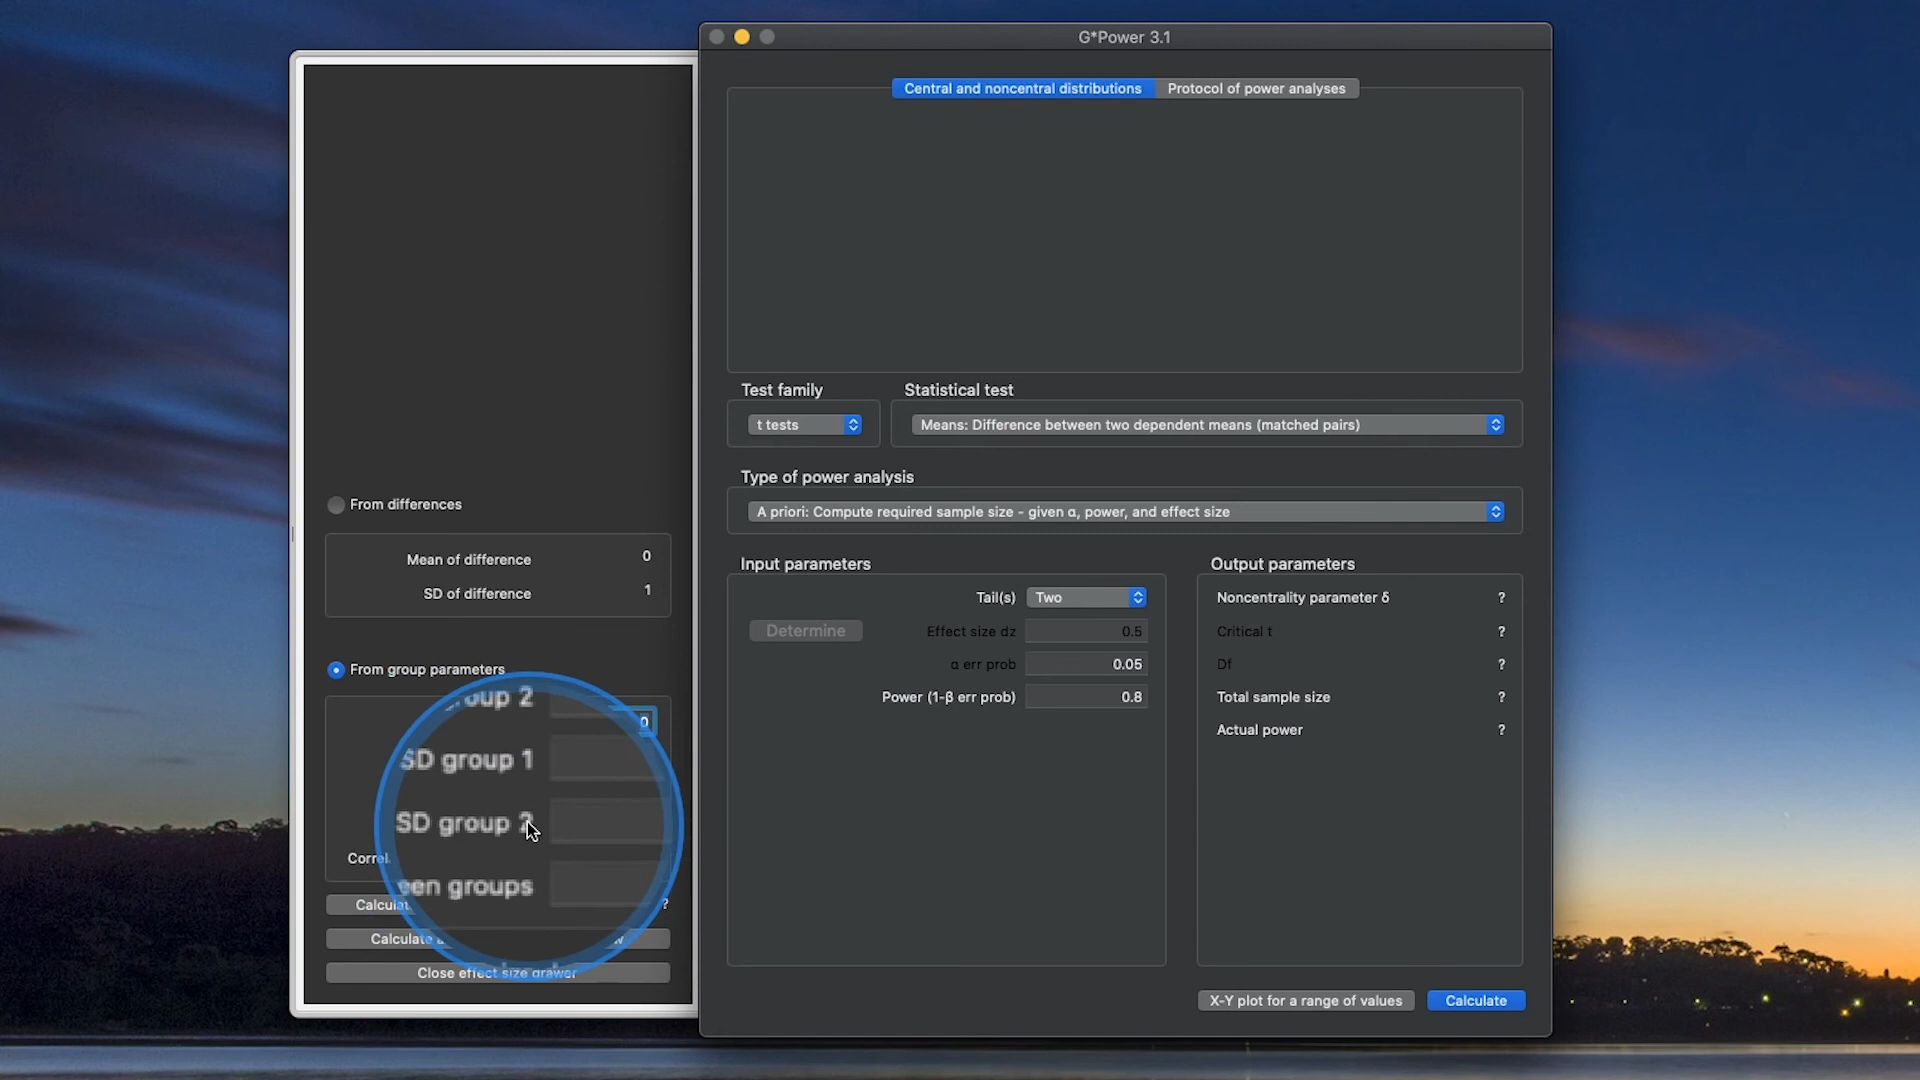 G*Power 3.1
Central and noncentral distributions
Protocol of power analyses
Test family
Statistical test
t tests
Means: Difference between two dependent means (matched pairs)
Type of power analysis
A priori: Compute required sample size - given α, power, and effect size
Input parameters
Output parameters
Tail(s) Two
Determine
Effect size dz 0.5
α err prob 0.05
Power (1-β err prob) 0.8
Noncentrality parameter δ ?
Critical t ?
Df ?
Total sample size ?
Actual power ?
X-Y plot for a range of values
Calculate
From differences
Mean of difference 0
SD of difference 1
From group parameters
oup 2
0
SD group 1
SD group 2
Correl
een groups
Calculat
?
Calculate
Close effect size drawer